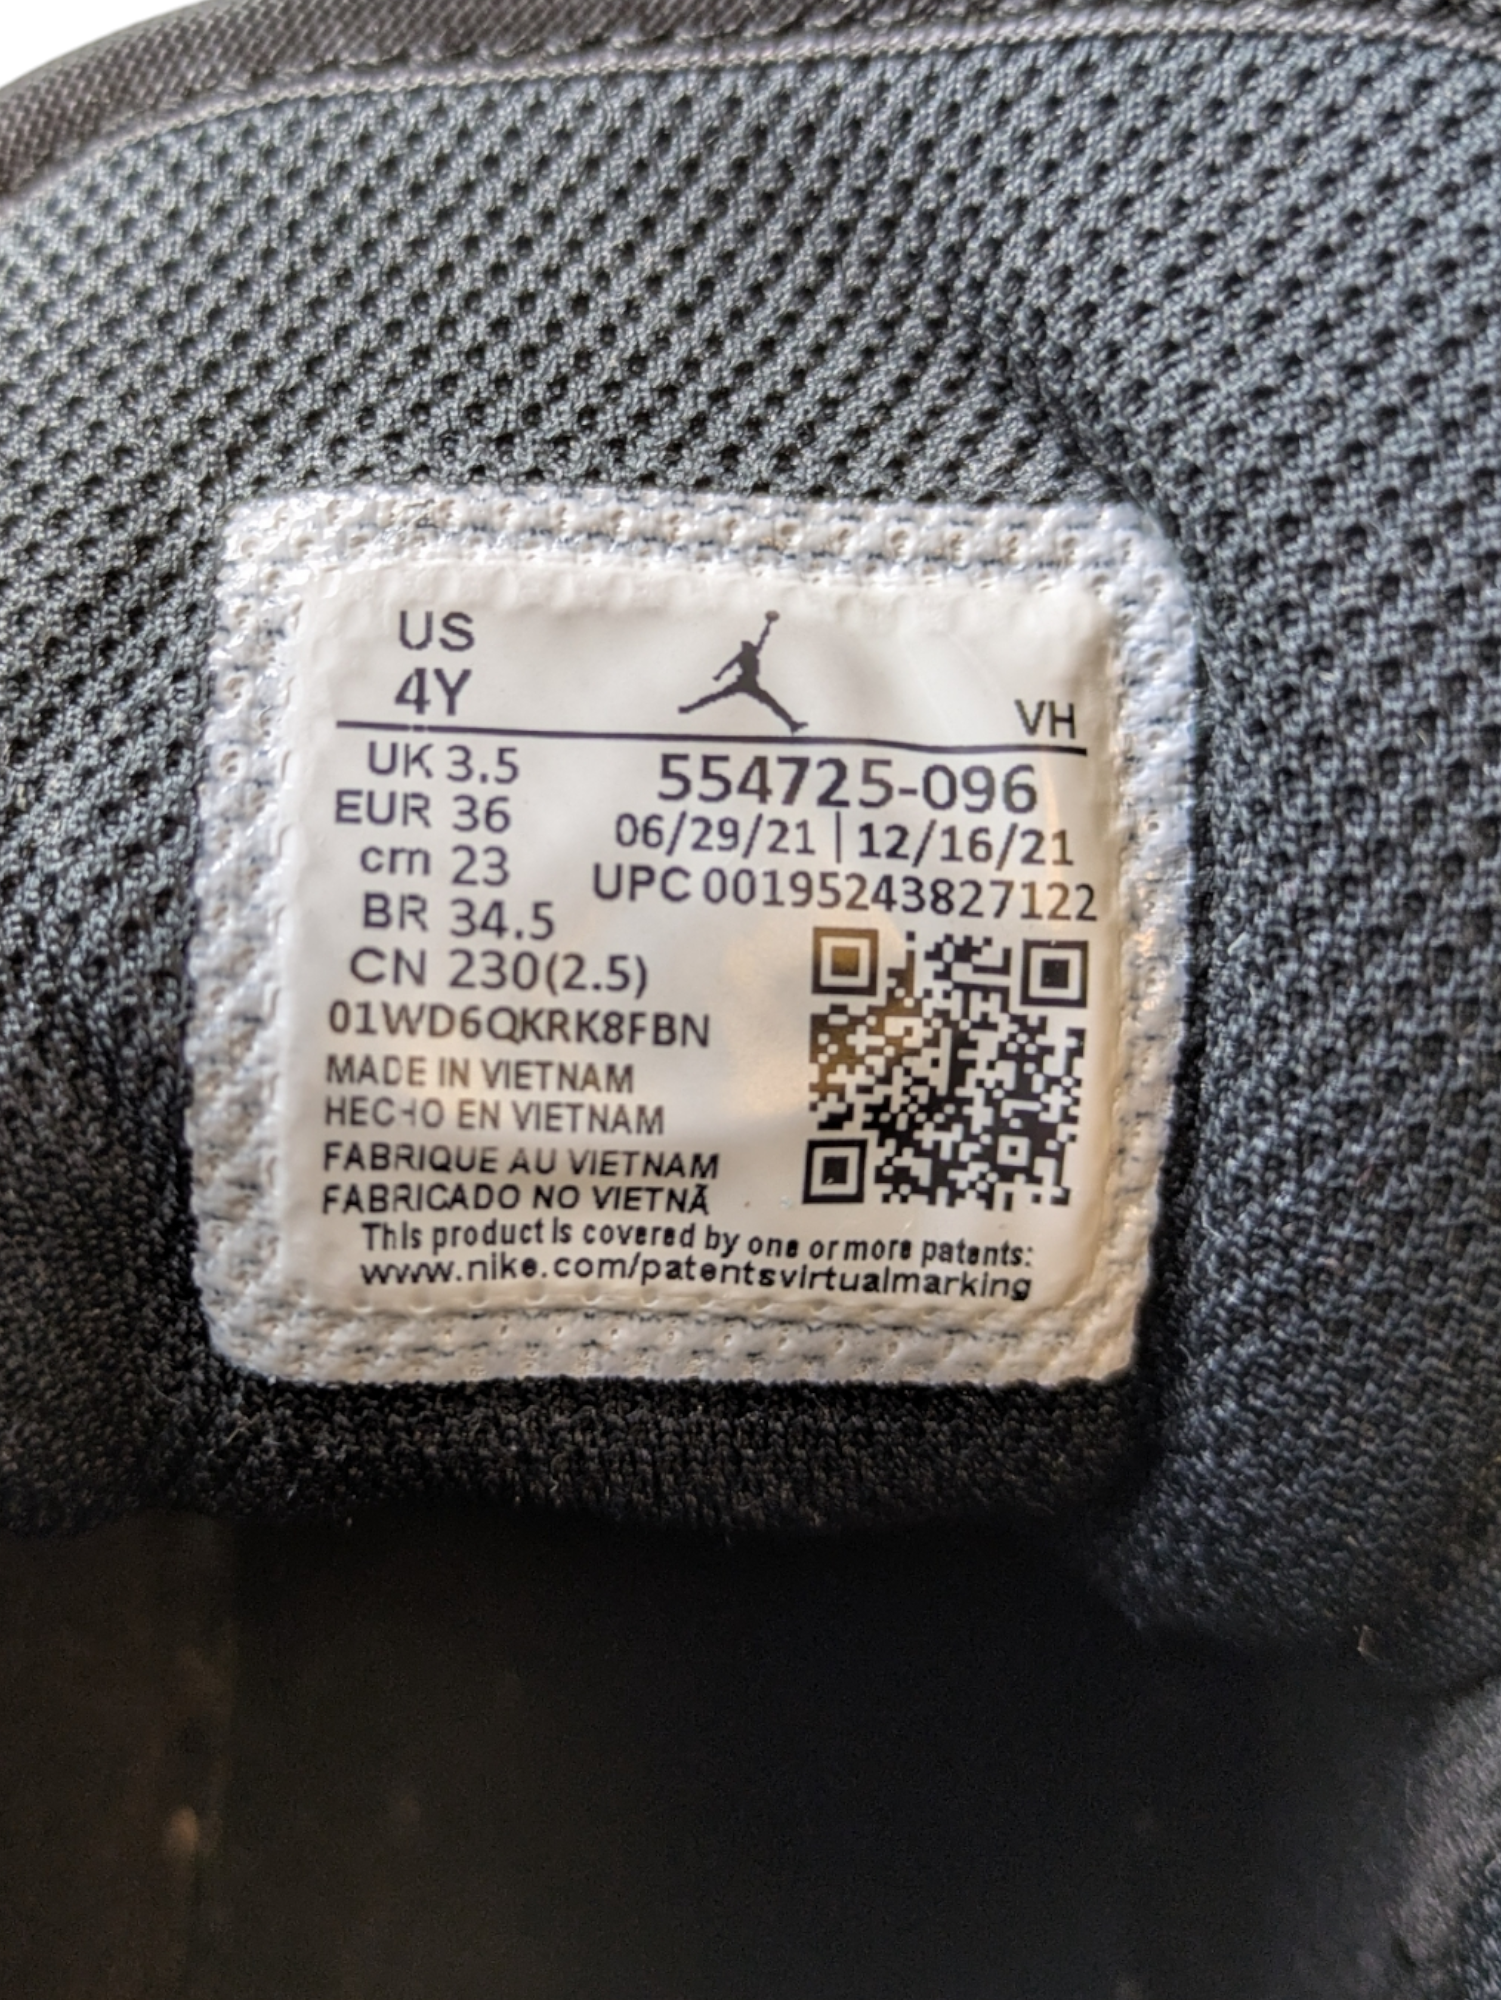 US
4Y
VH
UK 3.5
EUR 36
cm 23
BR 34.5
CN 230(2.5)
554725-096
06/29/21 | 12/16/21
UPC 00195243827122
01WD6QKRK8FBN
MADE IN VIETNAM
HECHO EN VIETNAM
FABRIQUE AU VIETNAM
FABRICADO NO VIETNÃ
This product is covered by one or more patents:
www.nike.com/patentsvirtualmarking